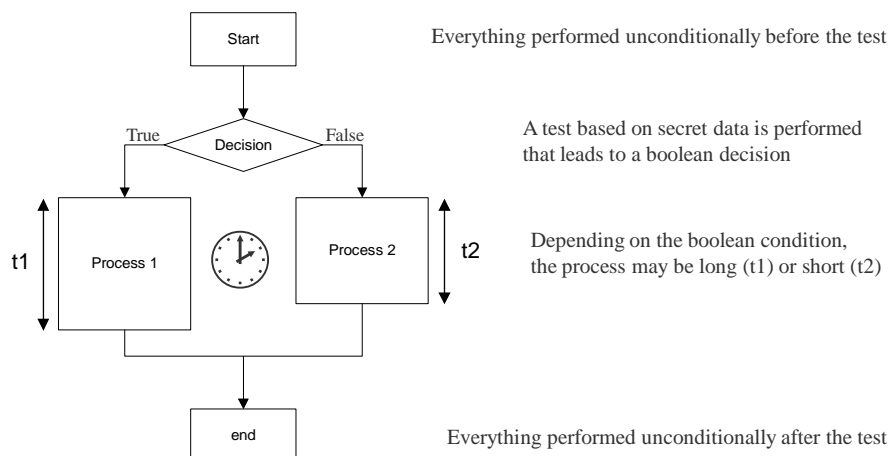 Start
Everything performed unconditionally before the test
True
Decision
False
A test based on secret data is performed
that leads to a boolean decision
t1
Process 1
Process 2
t2
Depending on the boolean condition,
the process may be long (t1) or short (t2)
end
Everything performed unconditionally after the test